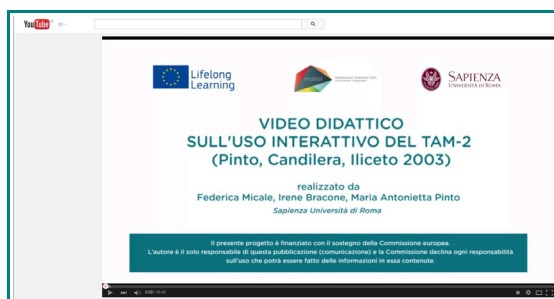 YouTube
Lifelong
Learning
matel
SAPIENZA
UNIVERSITÀ DI ROMA
VIDEO DIDATTICO
SULL'USO INTERATTIVO DEL TAM-2
(Pinto, Candilera, Iliceto 2003)
realizzato da
Federica Micale, Irene Bracone, Maria Antonietta Pinto
Sapienza Università di Roma
Il presente progetto è finanziato con il sostegno della Commissione europea.
L'autore è il solo responsabile di questa pubblicazione (comunicazione) e la Commissione declina ogni responsabilità
sull'uso che potrà essere fatto delle informazioni in essa contenute.